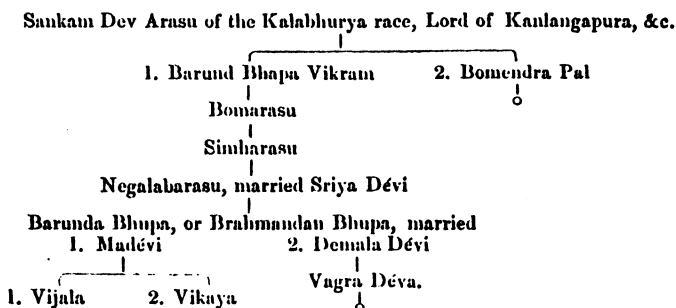 Sankam Dev Arasu of the Kalabhurya race, Lord of Kanlangapura, &c.
1. Barund Bhapa Vikram 2. Bomendra Pal
Bomarasu
Simharasu
Negalabarasu, married Sriya Dévi
Barunda Bhupa, or Brahmandan Bhupa, married
1. Madévi 2. Demala Dévi
Vagra Déva.
1. Vijala 2. Vikaya